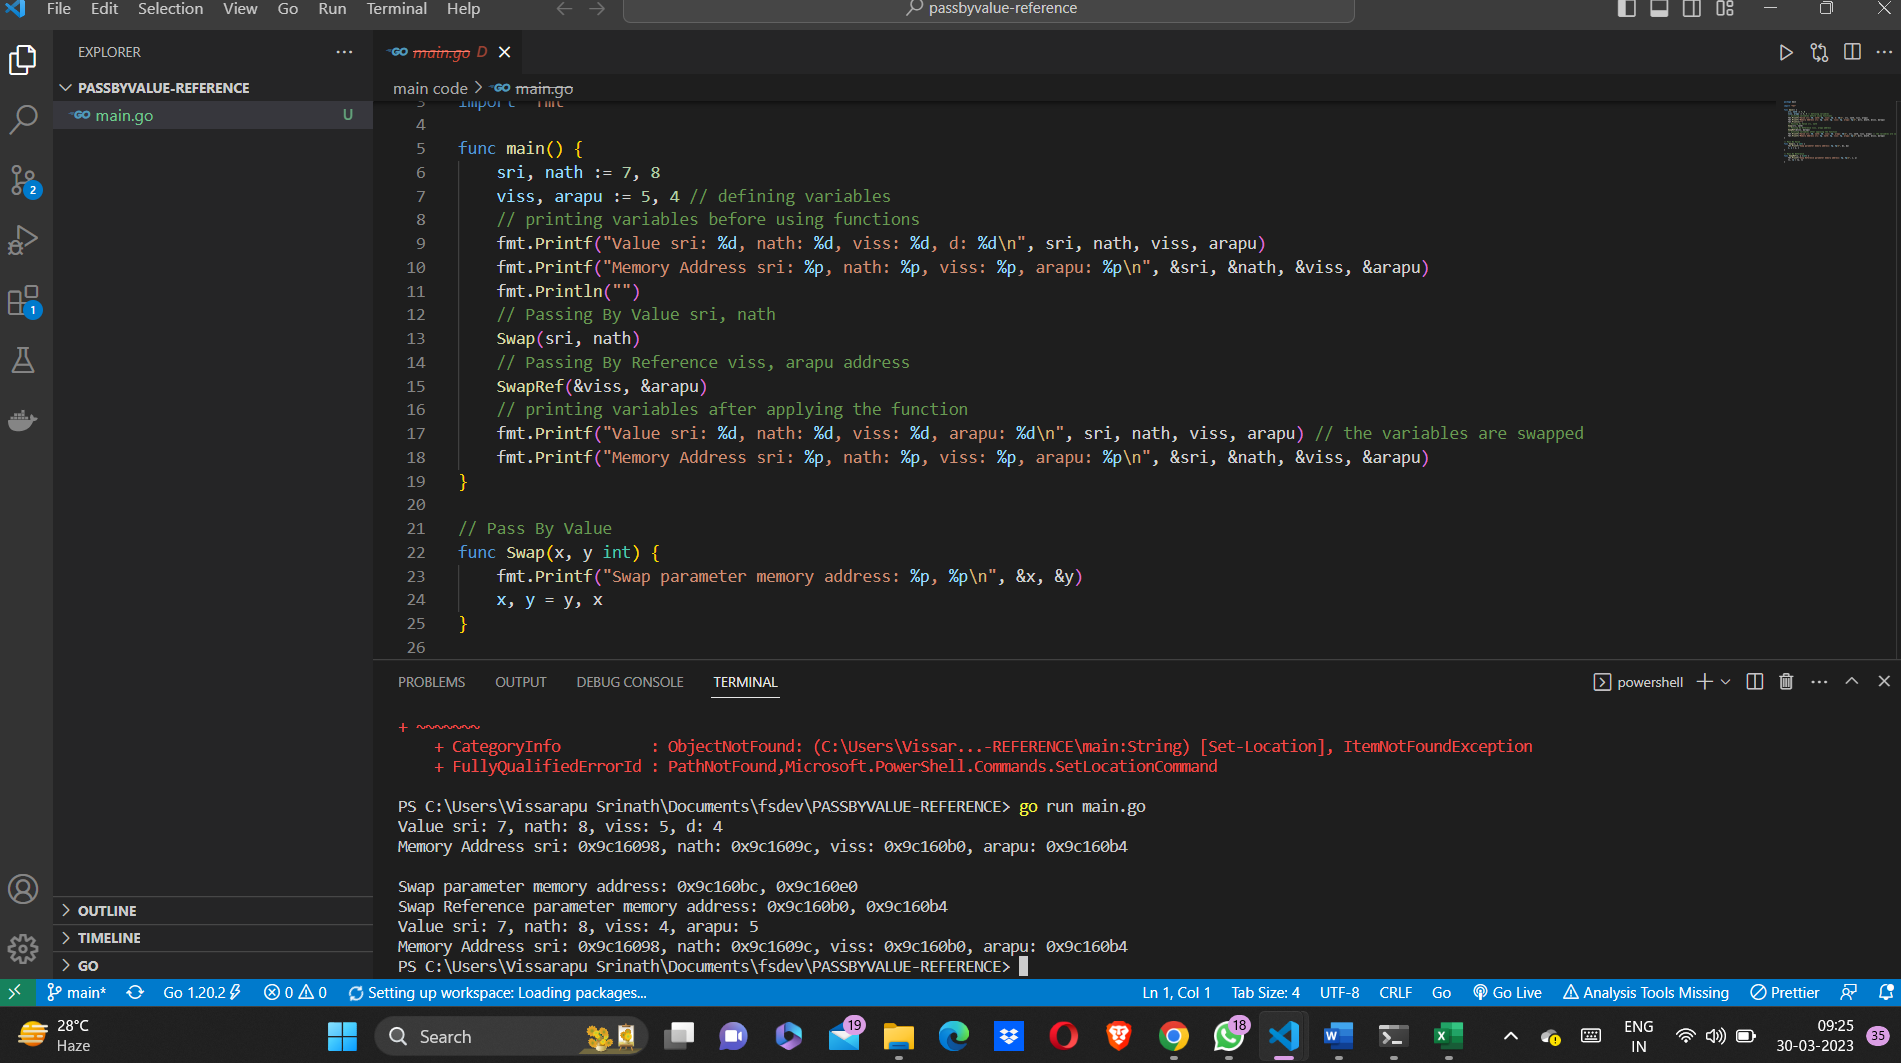 File Edit Selection View Go Run Terminal Help
passbyvalue-reference
EXPLORER
PASSBYVALUE-REFERENCE
GO main.go U
GO main.go D
main code > GO main.go
3 import "fmt"
4
5 func main() {
6 sri, nath := 7, 8
7 viss, arapu := 5, 4 // defining variables
8 // printing variables before using functions
9 fmt.Printf("Value sri: %d, nath: %d, viss: %d, d: %d\n", sri, nath, viss, arapu)
10 fmt.Printf("Memory Address sri: %p, nath: %p, viss: %p, arapu: %p\n", &sri, &nath, &viss, &arapu)
11 fmt.Println("")
12 // Passing By Value sri, nath
13 Swap(sri, nath)
14 // Passing By Reference viss, arapu address
15 SwapRef(&viss, &arapu)
16 // printing variables after applying the function
17 fmt.Printf("Value sri: %d, nath: %d, viss: %d, arapu: %d\n", sri, nath, viss, arapu) // the variables are swapped
18 fmt.Printf("Memory Address sri: %p, nath: %p, viss: %p, arapu: %p\n", &sri, &nath, &viss, &arapu)
19 }
20
21 // Pass By Value
22 func Swap(x, y int) {
23 fmt.Printf("Swap parameter memory address: %p, %p\n", &x, &y)
24 x, y = y, x
25 }
26
2
1
PROBLEMS OUTPUT DEBUG CONSOLE TERMINAL
powershell
+ ~~~~~~~
+ CategoryInfo : ObjectNotFound: (C:\Users\Vissar...-REFERENCE\main:String) [Set-Location], ItemNotFoundException
+ FullyQualifiedErrorId : PathNotFound,Microsoft.PowerShell.Commands.SetLocationCommand
PS C:\Users\Vissarapu Srinath\Documents\fsdev\PASSBYVALUE-REFERENCE> go run main.go
Value sri: 7, nath: 8, viss: 5, d: 4
Memory Address sri: 0x9c16098, nath: 0x9c1609c, viss: 0x9c160b0, arapu: 0x9c160b4
Swap parameter memory address: 0x9c160bc, 0x9c160e0
Swap Reference parameter memory address: 0x9c160b0, 0x9c160b4
Value sri: 7, nath: 8, viss: 4, arapu: 5
Memory Address sri: 0x9c16098, nath: 0x9c1609c, viss: 0x9c160b0, arapu: 0x9c160b4
PS C:\Users\Vissarapu Srinath\Documents\fsdev\PASSBYVALUE-REFERENCE>
OUTLINE
TIMELINE
GO
main* Go 1.20.2 0 0 Setting up workspace: Loading packages... Ln 1, Col 1 Tab Size: 4 UTF-8 CRLF Go Go Live Analysis Tools Missing Prettier
28°C
Haze
Search
19
18
ENG
IN
09:25
30-03-2023
35